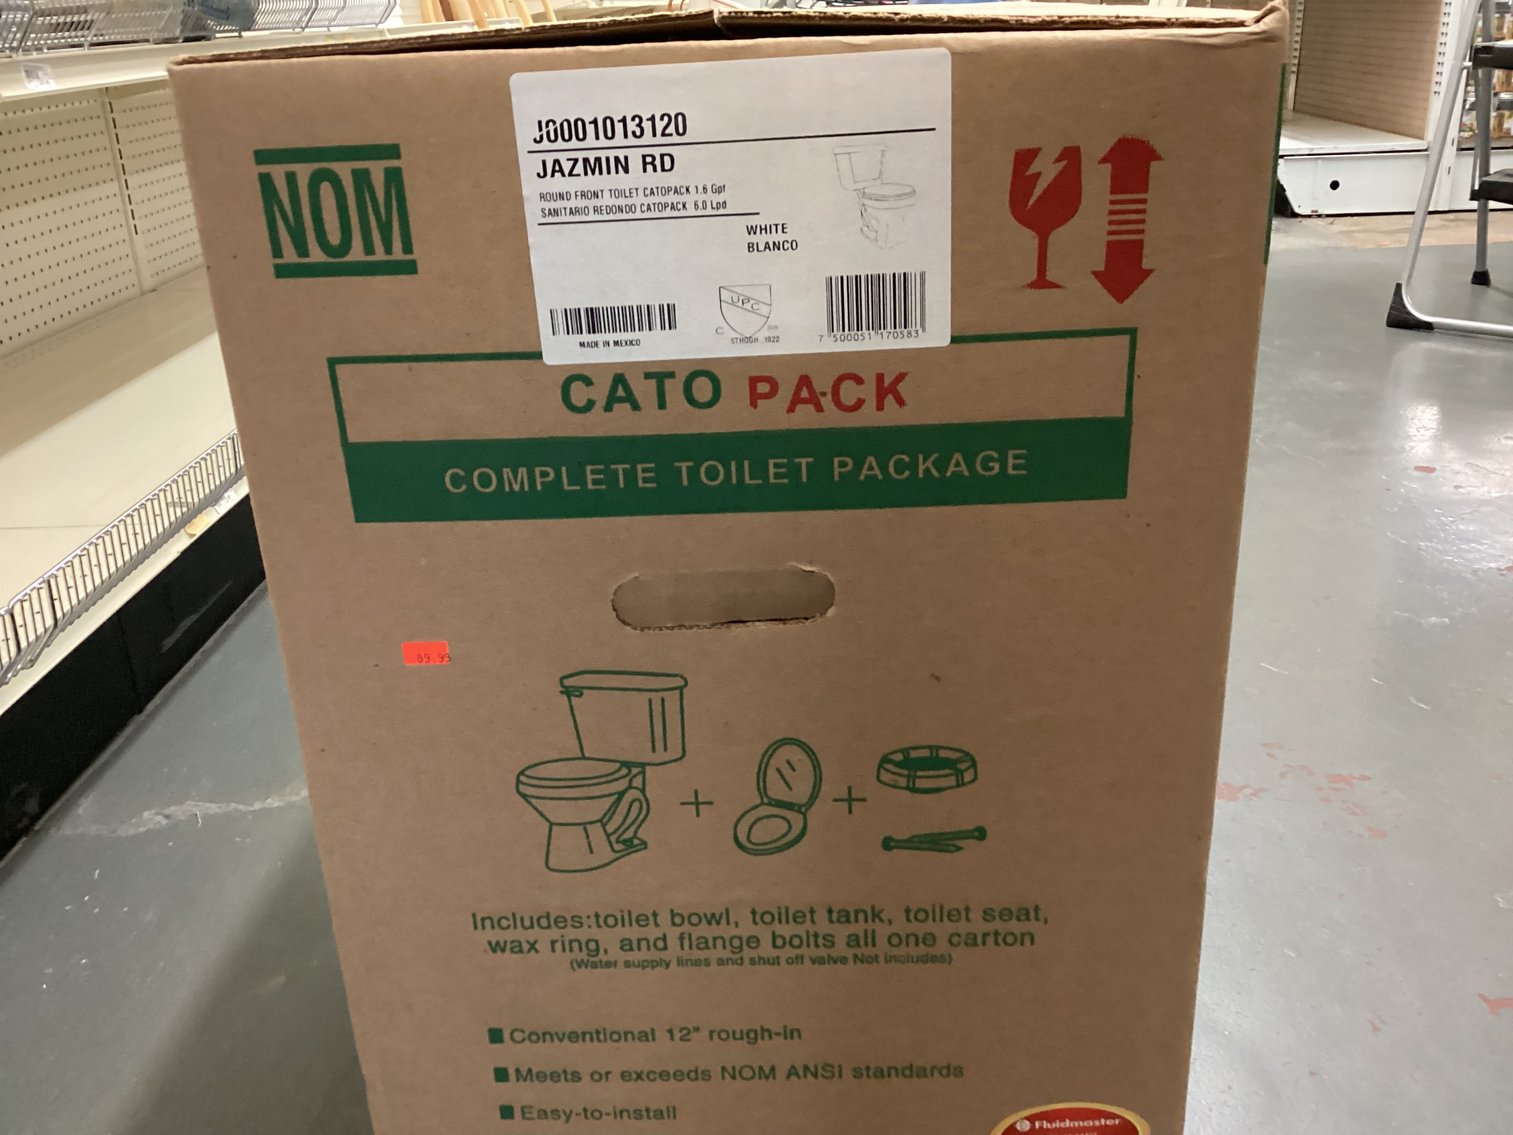 NOM
J0001013120
JAZMIN RD
ROUND FRONT TOILET CATOPACK 1.6 Gpf
SANITARIO REDONDO CATOPACK 6.0 Lpd
WHITE
BLANCO
UPC
C
MADE IN MEXICO
7 500051 170583
CATO PACK
COMPLETE TOILET PACKAGE
89.99
Includes:toilet bowl, toilet tank, toilet seat,
wax ring, and flange bolts all one carton
(Water supply lines and shut off valve Not Includes)
Conventional 12" rough-in
Meets or exceeds NOM ANSI standards
Easy-to-install
Fluidmaster